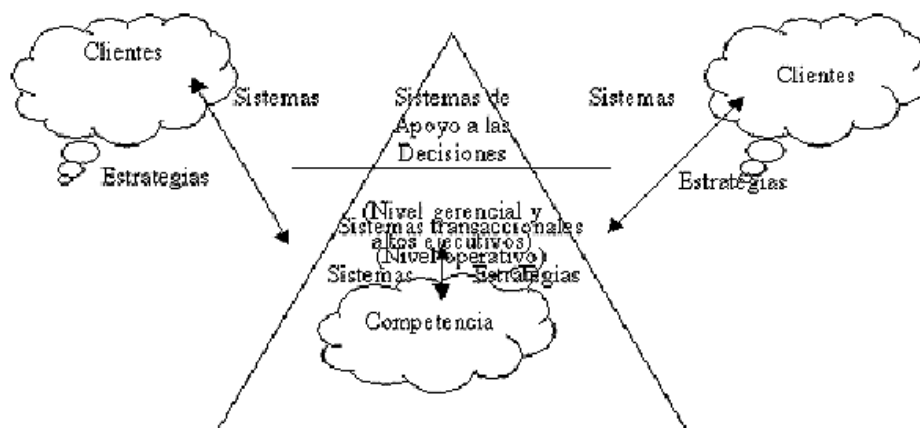 Clientes
Clientes
Sistemas
Sistemas de
Sistemas
Apoyo a las
Decisiones
Estrategias
Estrategias
(Nivel gerencial y
Sistemas transaccionales
altos ejecutivos)
(Nivel operativo)
Sistemas
Estrategias
Competencia